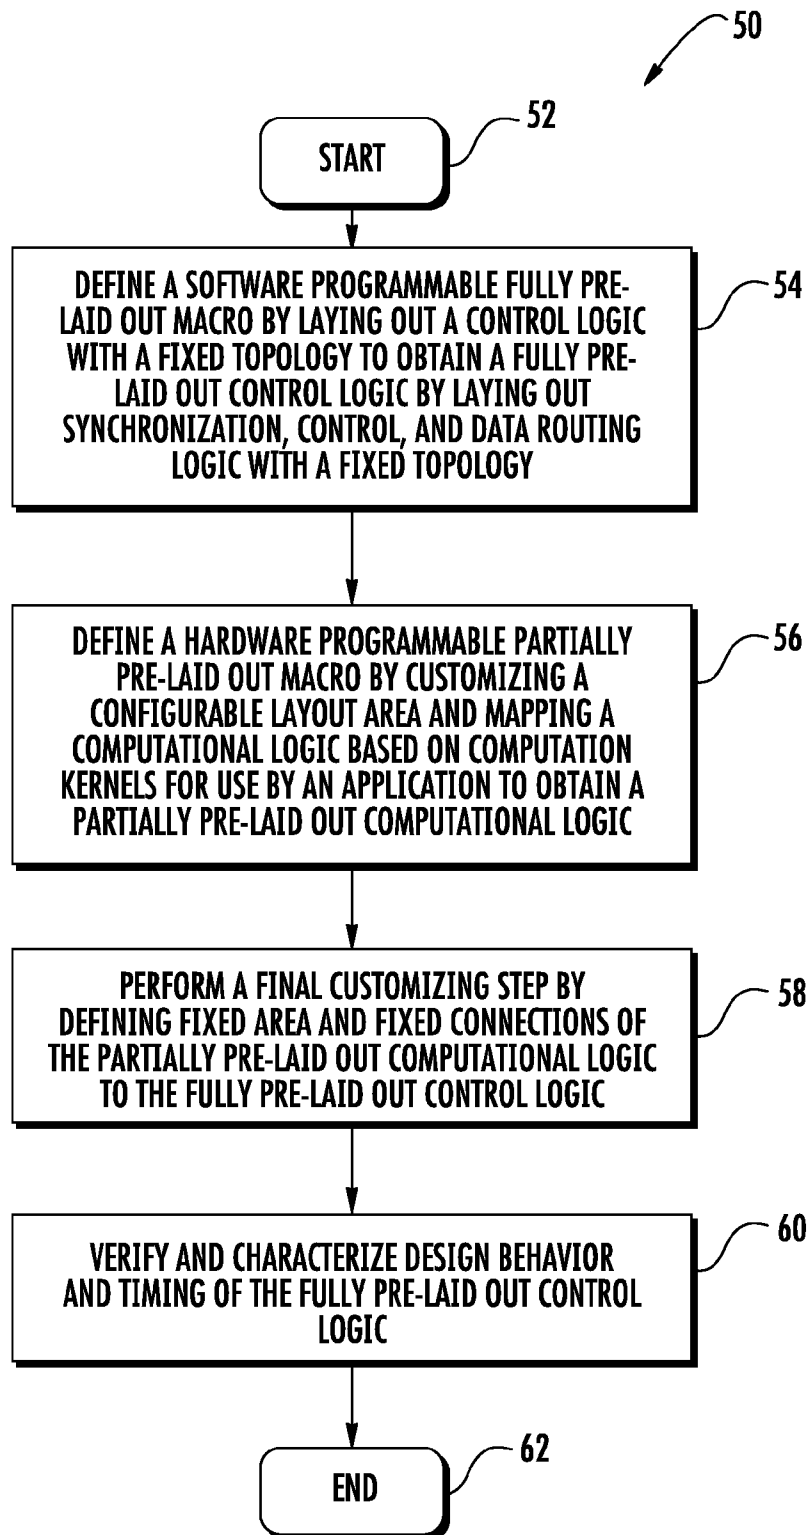 50
START
52
DEFINE A SOFTWARE PROGRAMMABLE FULLY PRE-
LAID OUT MACRO BY LAYING OUT A CONTROL LOGIC
WITH A FIXED TOPOLOGY TO OBTAIN A FULLY PRE-
LAID OUT CONTROL LOGIC BY LAYING OUT
SYNCHRONIZATION, CONTROL, AND DATA ROUTING
LOGIC WITH A FIXED TOPOLOGY
54
DEFINE A HARDWARE PROGRAMMABLE PARTIALLY
PRE-LAID OUT MACRO BY CUSTOMIZING A
CONFIGURABLE LAYOUT AREA AND MAPPING A
COMPUTATIONAL LOGIC BASED ON COMPUTATION
KERNELS FOR USE BY AN APPLICATION TO OBTAIN A
PARTIALLY PRE-LAID OUT COMPUTATIONAL LOGIC
56
PERFORM A FINAL CUSTOMIZING STEP BY
DEFINING FIXED AREA AND FIXED CONNECTIONS OF
THE PARTIALLY PRE-LAID OUT COMPUTATIONAL LOGIC
TO THE FULLY PRE-LAID OUT CONTROL LOGIC
58
VERIFY AND CHARACTERIZE DESIGN BEHAVIOR
AND TIMING OF THE FULLY PRE-LAID OUT CONTROL
LOGIC
60
END
62